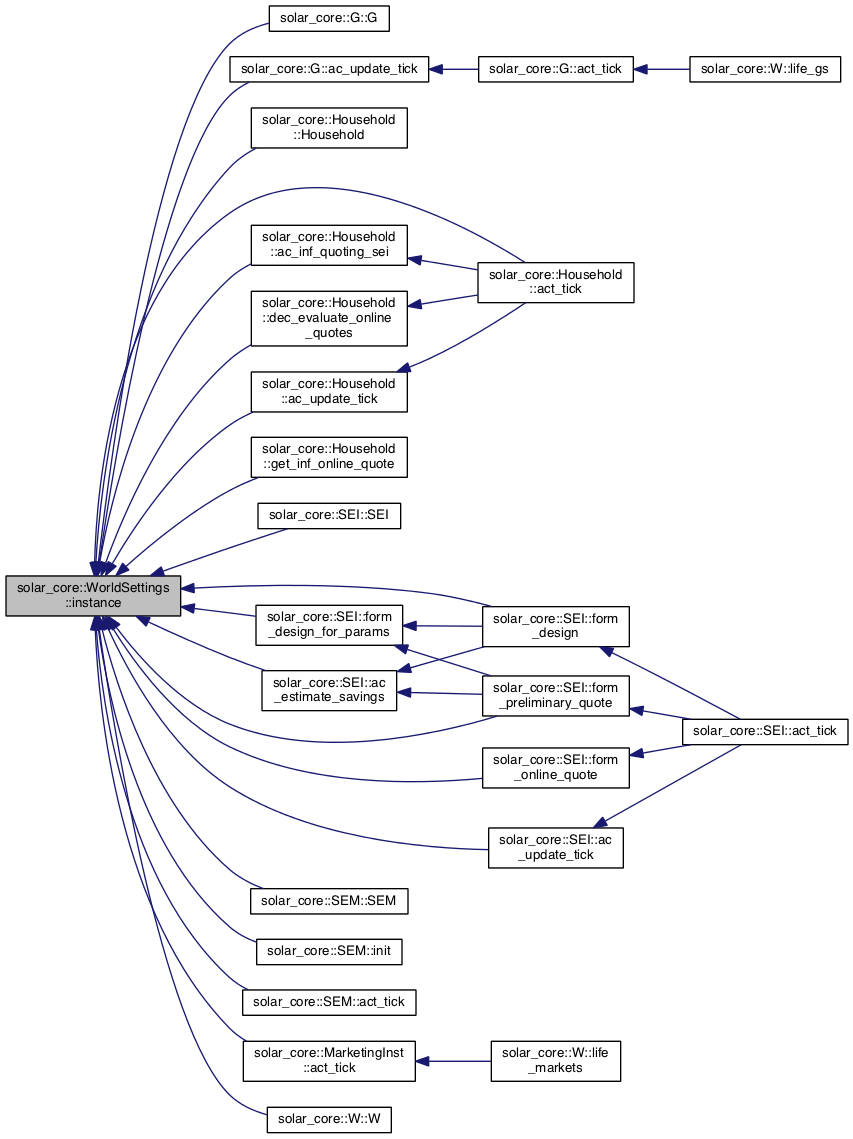 solar_core::G::G
solar_core::G::ac_update_tick
solar_core::G::act_tick
solar_core::W::life_gs
solar_core::Household
::Household
solar_core::Household
::ac_inf_quoting_sei
solar_core::Household
::act_tick
solar_core::Household
::dec_evaluate_online
_quotes
solar_core::Household
::ac_update_tick
solar_core::Household
::get_inf_online_quote
solar_core::SEI::SEI
solar_core::WorldSettings
::instance
solar_core::SEI::form
_design_for_params
solar_core::SEI::form
_design
solar_core::SEI::ac
_estimate_savings
solar_core::SEI::form
_preliminary_quote
solar_core::SEI::act_tick
solar_core::SEI::form
_online_quote
solar_core::SEI::ac
_update_tick
solar_core::SEM::SEM
solar_core::SEM::init
solar_core::SEM::act_tick
solar_core::MarketingInst
::act_tick
solar_core::W::life
_markets
solar_core::W::W